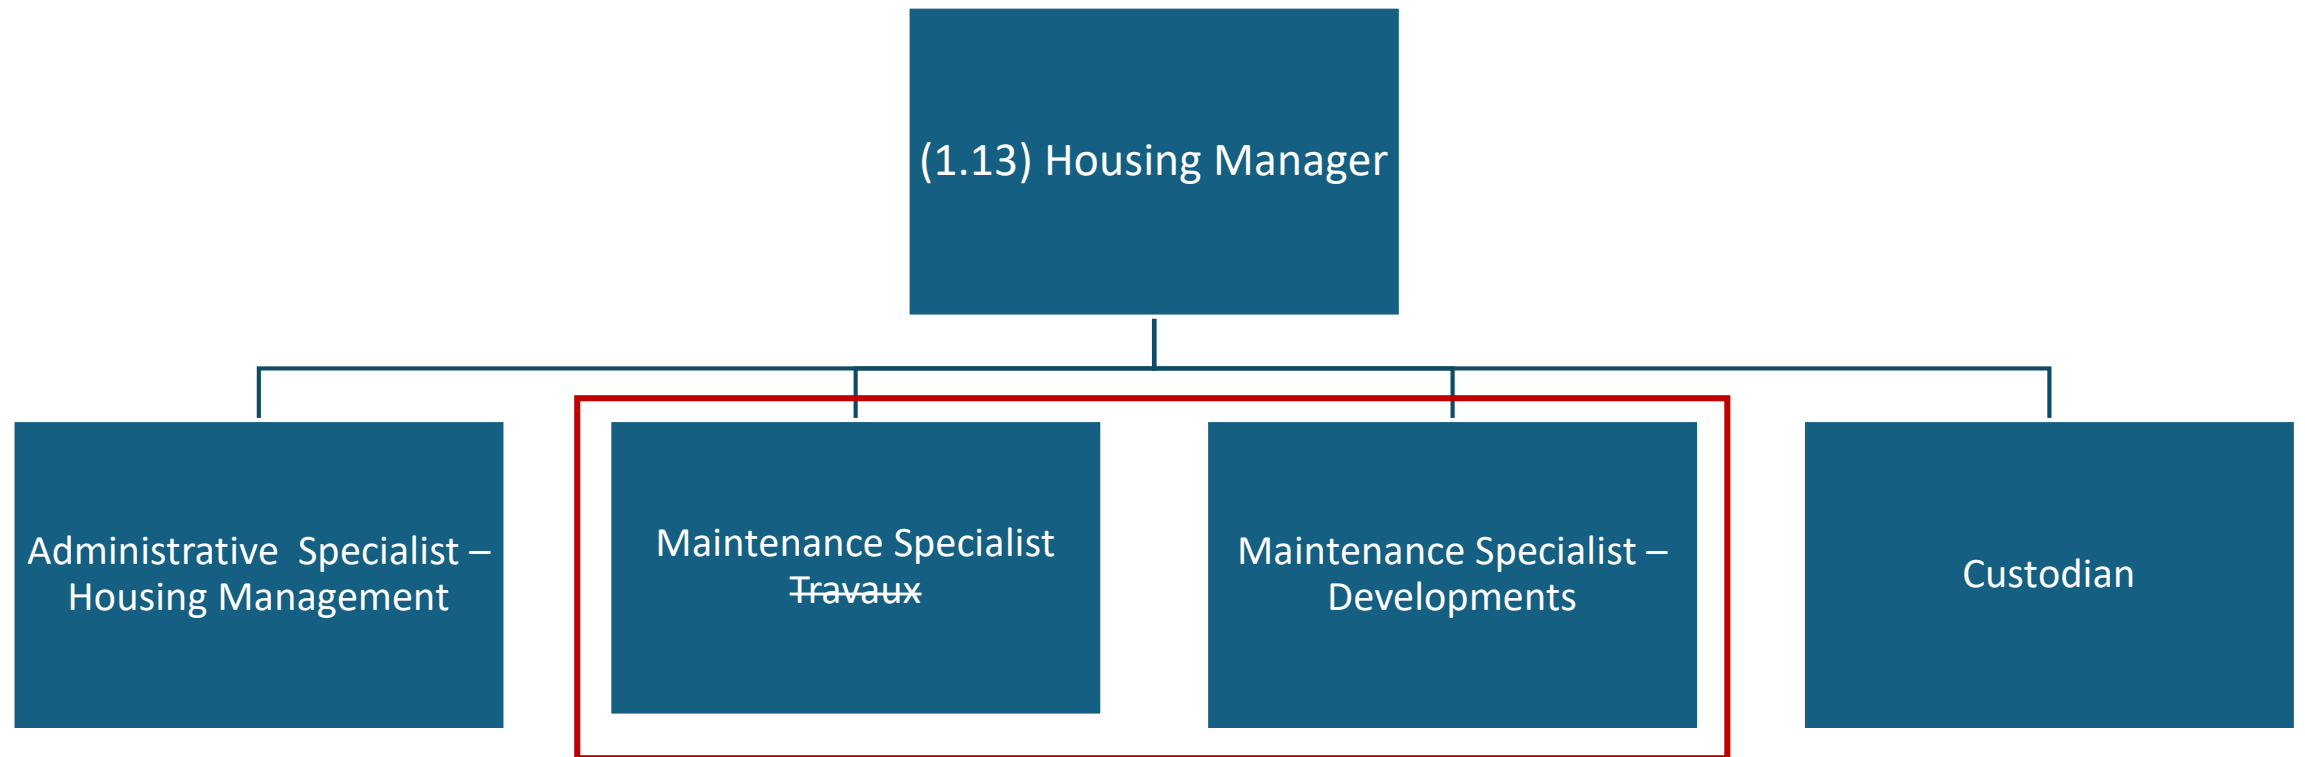 (1.13) Housing Manager
Administrative  Specialist –
Housing Management
Maintenance Specialist
Travaux
Maintenance Specialist –
Developments
Custodian